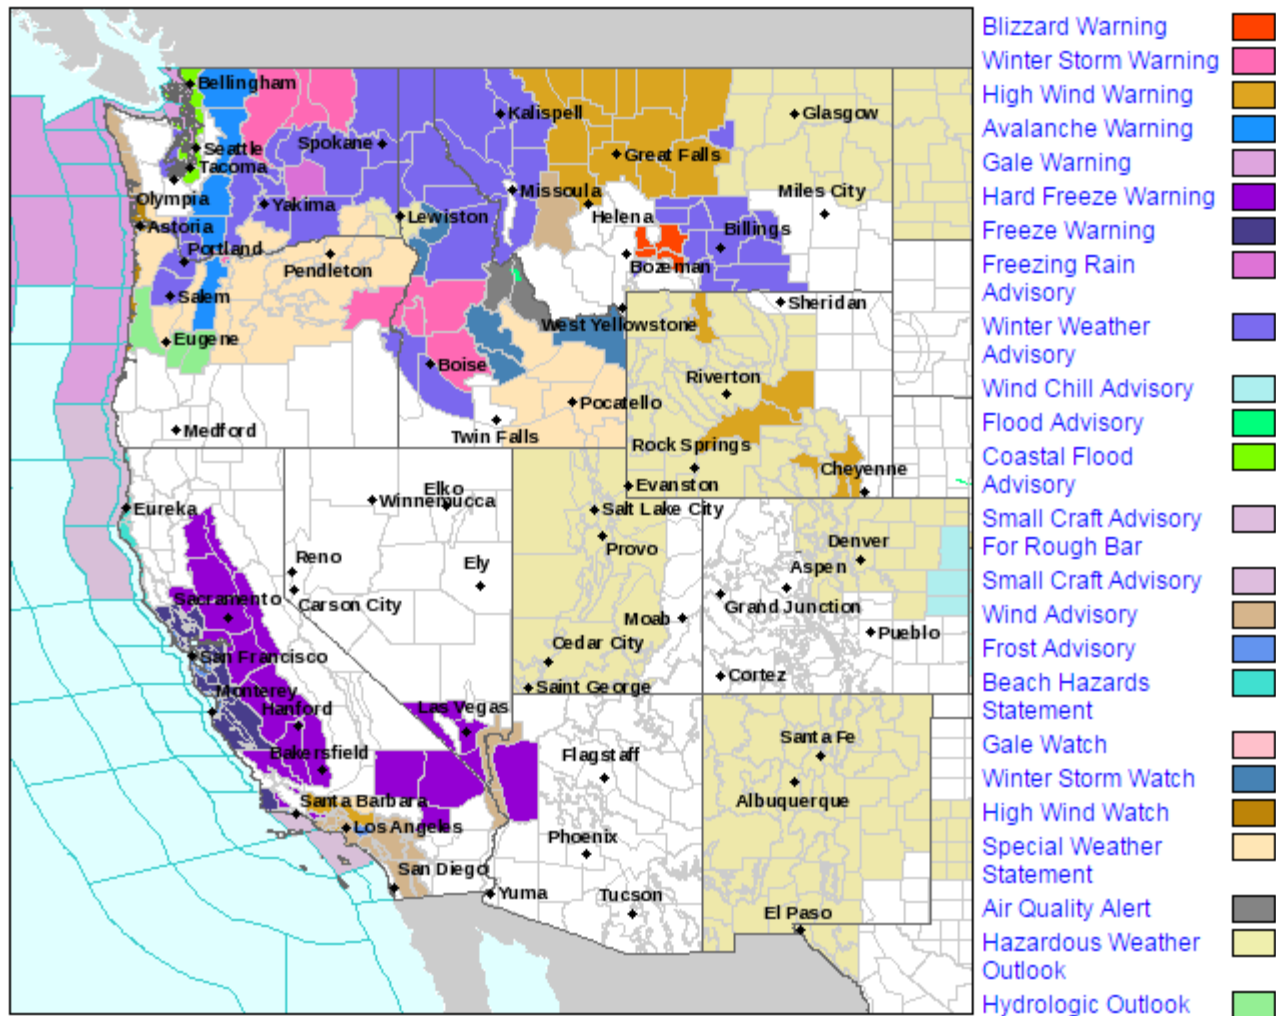 Bellingham
Seattle
Spokane
Tacoma
Olympia
Yakima
Kalispell
Glasgow
Great Falls
Missoula
Miles City
Astoria
Lewiston
Helena
Portland
Billings
Pendleton
Bozeman
Salem
Sheridan
West Yellowstone
Eugene
Boise
Riverton
Pocatello
Medford
Twin Falls
Rock Springs
Cheyenne
Elko
Winnemucca
Evanston
Eureka
Salt Lake City
Provo
Denver
Reno
Ely
Aspen
Sacramento
Carson City
Grand Junction
Moab
Pueblo
San Francisco
Cedar City
Cortez
Saint George
Monterey
Hanford
Las Vegas
Santa Fe
Bakersfield
Flagstaff
Albuquerque
Santa Barbara
Los Angeles
Phoenix
San Diego
Yuma
Tucson
El Paso
Blizzard Warning
Winter Storm Warning
High Wind Warning
Avalanche Warning
Gale Warning
Hard Freeze Warning
Freeze Warning
Freezing Rain
Advisory
Winter Weather
Advisory
Wind Chill Advisory
Flood Advisory
Coastal Flood
Advisory
Small Craft Advisory
For Rough Bar
Small Craft Advisory
Wind Advisory
Frost Advisory
Beach Hazards
Statement
Gale Watch
Winter Storm Watch
High Wind Watch
Special Weather
Statement
Air Quality Alert
Hazardous Weather
Outlook
Hydrologic Outlook